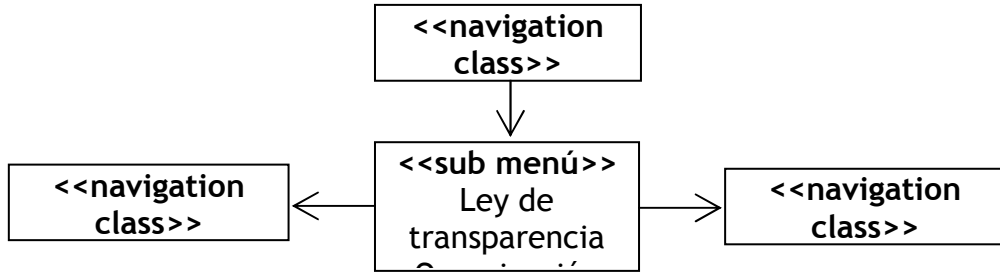 <<navigation
class>>
<<sub menú>>
Ley de
transparencia
<<navigation
class>>
<<navigation
class>>